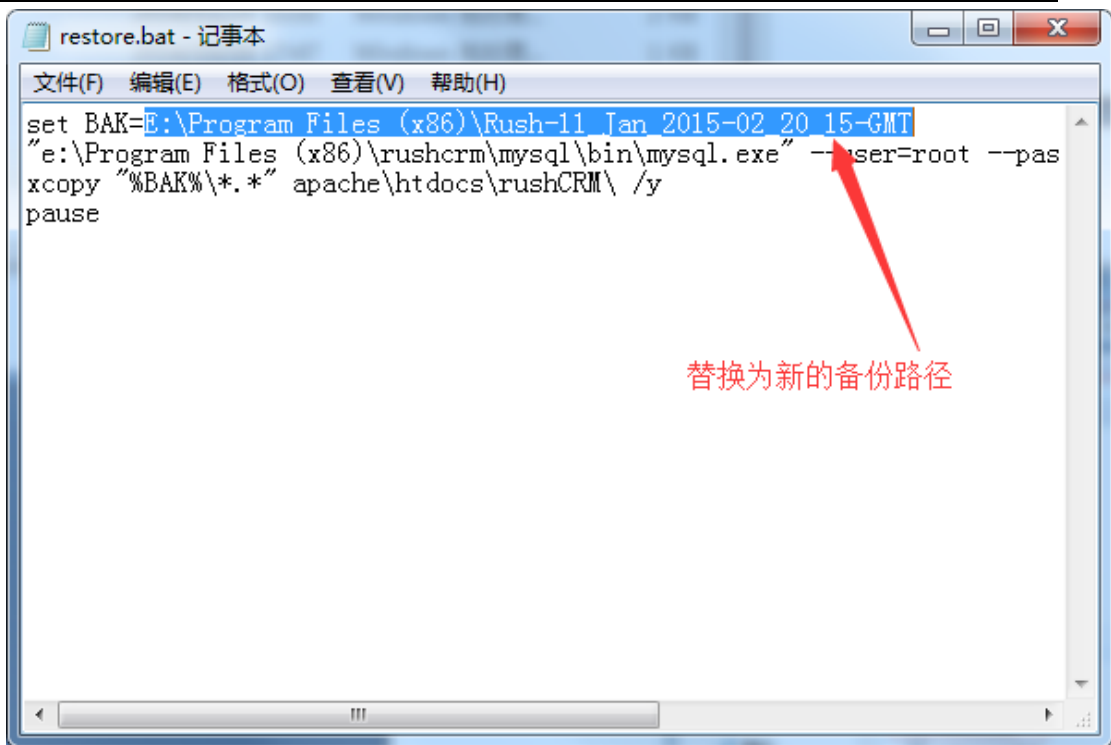 restore.bat - 记事本
文件(F) 编辑(E) 格式(O) 查看(V) 帮助(H)
set BAK=E:\Program Files (x86)\Rush-11_Jan_2015-02_20_15-GMT
"e:\Program Files (x86)\rushcrm\mysql\bin\mysql.exe" --user=root --pas
xcopy "%BAK%\*.*" apache\htdocs\rushCRM\ /y
pause
替换为新的备份路径